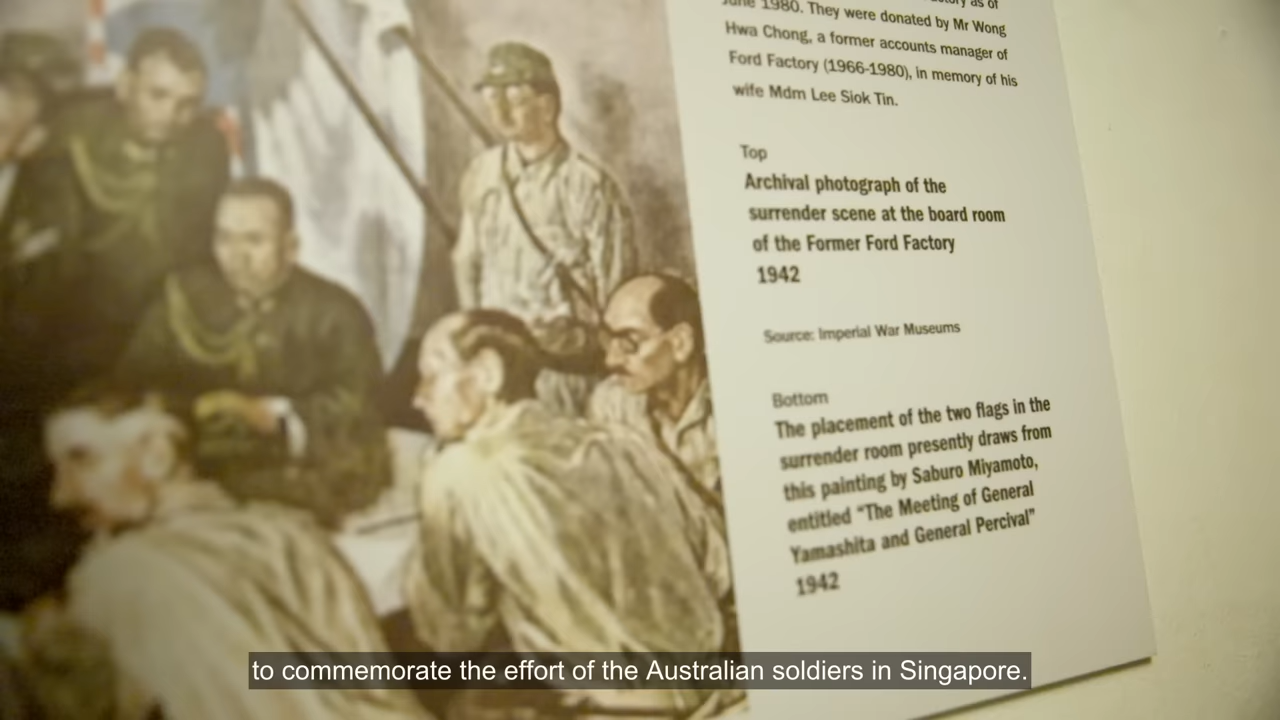 June 1980. They were donated by Mr Wong
Hwa Chong, a former accounts manager of
Ford Factory (1966-1980), in memory of his
wife Mdm Lee Siok Tin.
Top
Archival photograph of the
surrender scene at the board room
of the Former Ford Factory
1942
Source: Imperial War Museums
Bottom
The placement of the two flags in the
surrender room presently draws from
this painting by Saburo Miyamoto,
entitled “The Meeting of General
Yamashita and General Percival”
1942
to commemorate the effort of the Australian soldiers in Singapore.